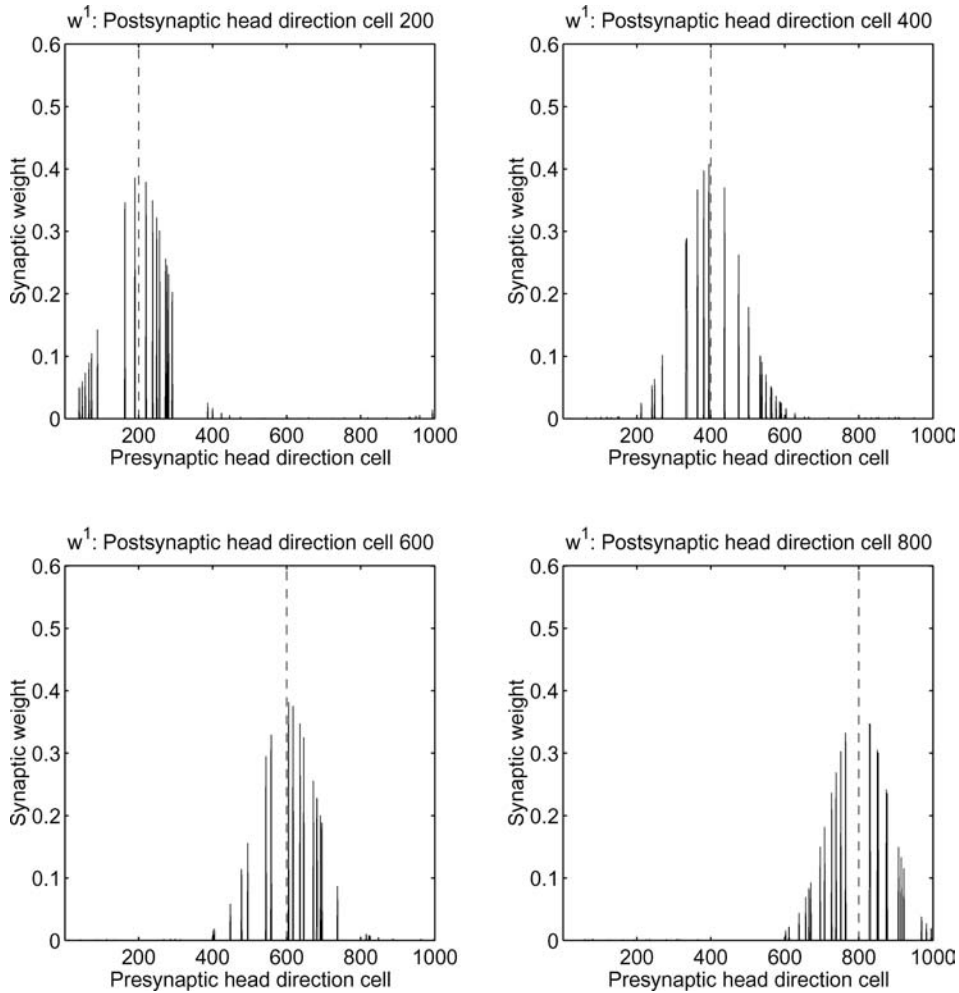 w¹: Postsynaptic head direction cell 200
0.6
0.5
0.4
0.3
0.2
0.1
0
Synaptic weight
200 400 600 800 1000
Presynaptic head direction cell
w¹: Postsynaptic head direction cell 400
0.6
0.5
0.4
0.3
0.2
0.1
0
Synaptic weight
200 400 600 800 1000
Presynaptic head direction cell
w¹: Postsynaptic head direction cell 600
0.6
0.5
0.4
0.3
0.2
0.1
0
Synaptic weight
200 400 600 800 1000
Presynaptic head direction cell
w¹: Postsynaptic head direction cell 800
0.6
0.5
0.4
0.3
0.2
0.1
0
Synaptic weight
200 400 600 800 1000
Presynaptic head direction cell